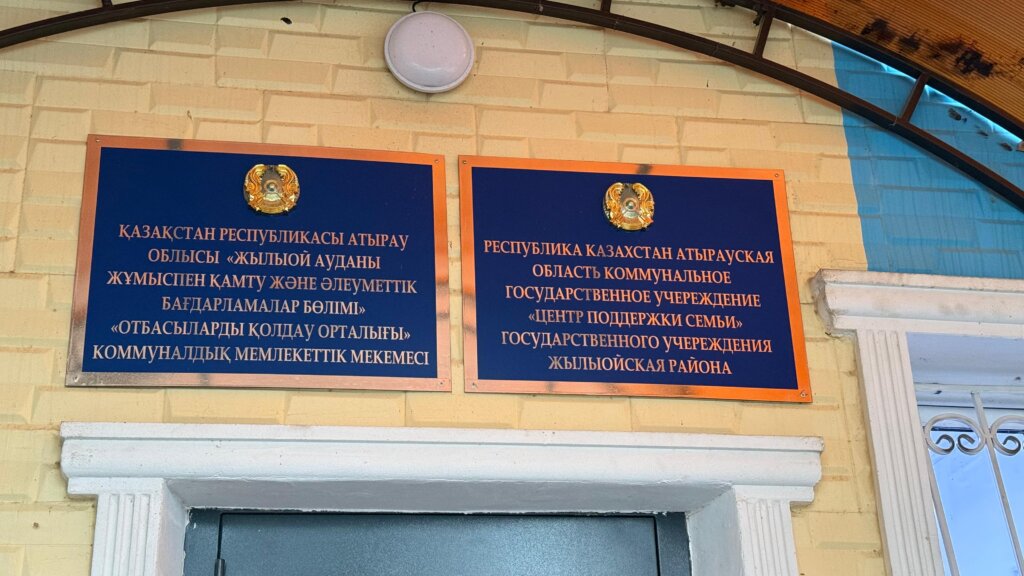 ҚАЗАҚСТАН РЕСПУБЛИКАСЫ АТЫРАУ
ОБЛЫСЫ «ЖЫЛЫОЙ АУДАНЫ
ЖҰМЫСПЕН ҚАМТУ ЖӘНЕ ӘЛЕУМЕТТІК
БАҒДАРЛАМАЛАР БӨЛІМІ»
«ОТБАСЫЛАРДЫ ҚОЛДАУ ОРТАЛЫҒЫ»
КОММУНАЛДЫҚ МЕМЛЕКЕТТІК МЕКЕМЕСІ
РЕСПУБЛИКА КАЗАХСТАН АТЫРАУСКАЯ
ОБЛАСТЬ КОММУНАЛЬНОЕ
ГОСУДАРСТВЕННОЕ УЧЕРЕЖДЕНИЕ
«ЦЕНТР ПОДДЕРЖКИ СЕМЬИ»
ГОСУДАРСТВЕННОГО УЧЕРЕЖДЕНИЯ
ЖЫЛЫОЙСКАЯ РАЙОНА